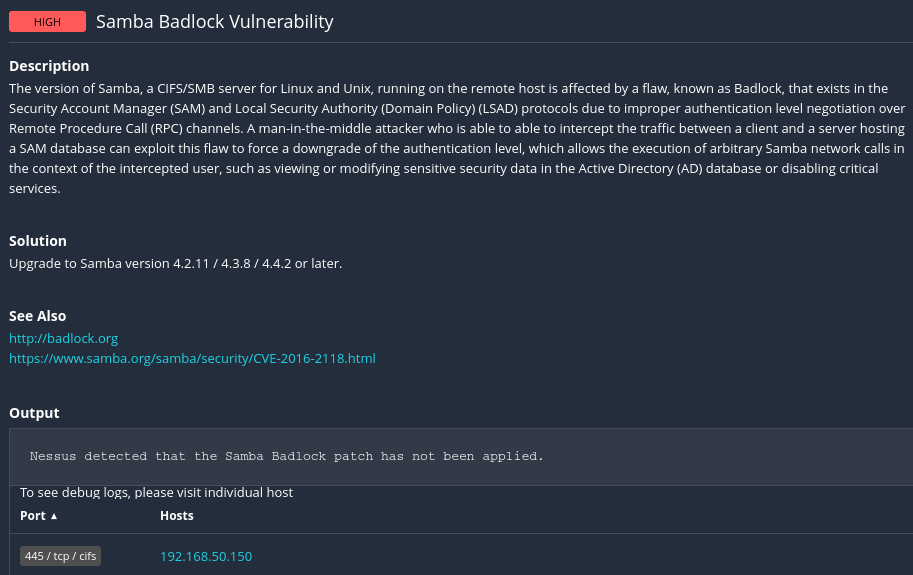 HIGH Samba Badlock Vulnerability
Description
The version of Samba, a CIFS/SMB server for Linux and Unix, running on the remote host is affected by a flaw, known as Badlock, that exists in the
Security Account Manager (SAM) and Local Security Authority (Domain Policy) (LSAD) protocols due to improper authentication level negotiation over
Remote Procedure Call (RPC) channels. A man-in-the-middle attacker who is able to able to intercept the traffic between a client and a server hosting
a SAM database can exploit this flaw to force a downgrade of the authentication level, which allows the execution of arbitrary Samba network calls in
the context of the intercepted user, such as viewing or modifying sensitive security data in the Active Directory (AD) database or disabling critical
services.
Solution
Upgrade to Samba version 4.2.11 / 4.3.8 / 4.4.2 or later.
See Also
http://badlock.org
https://www.samba.org/samba/security/CVE-2016-2118.html
Output
Nessus detected that the Samba Badlock patch has not been applied.
To see debug logs, please visit individual host
Port ▲ Hosts
445 / tcp / cifs 192.168.50.150